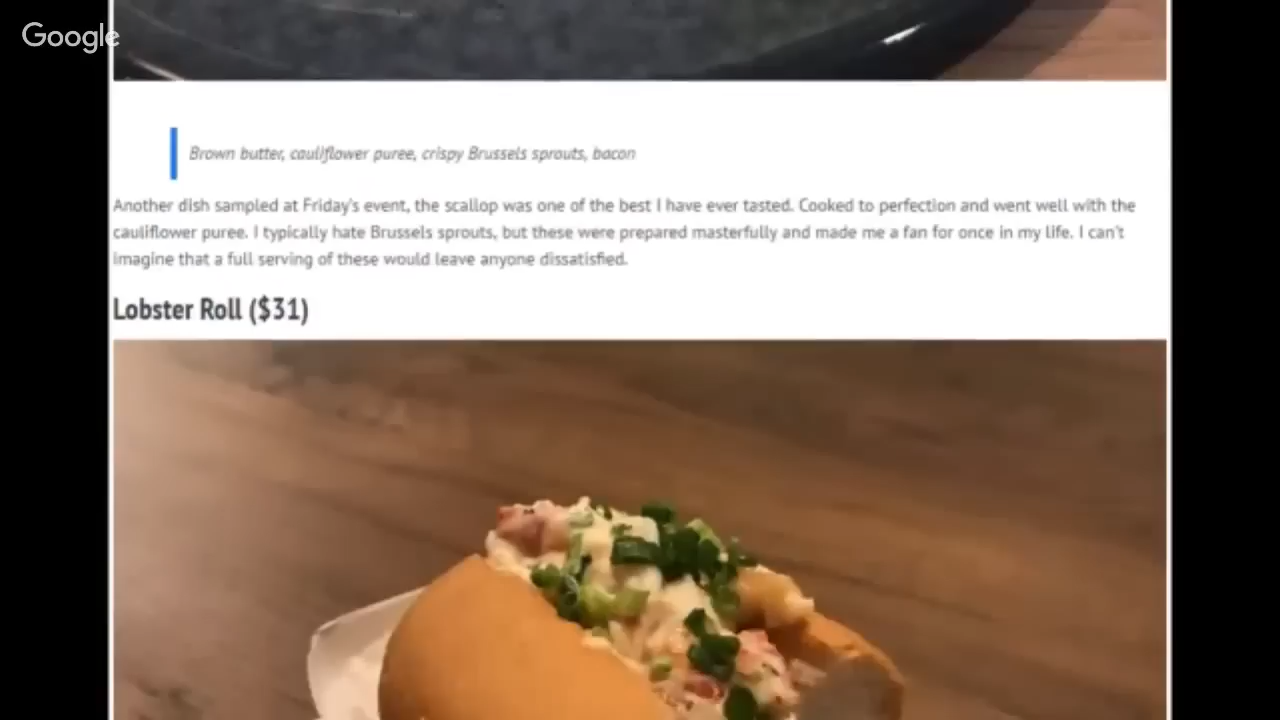 Google
Brown butter, cauliflower puree, crispy Brussels sprouts, bacon
Another dish sampled at Friday's event, the scallop was one of the best I have ever tasted. Cooked to perfection and went well with the
cauliflower puree. I typically hate Brussels sprouts, but these were prepared masterfully and made me a fan for once in my life. I can't
imagine that a full serving of these would leave anyone dissatisfied.
Lobster Roll ($31)